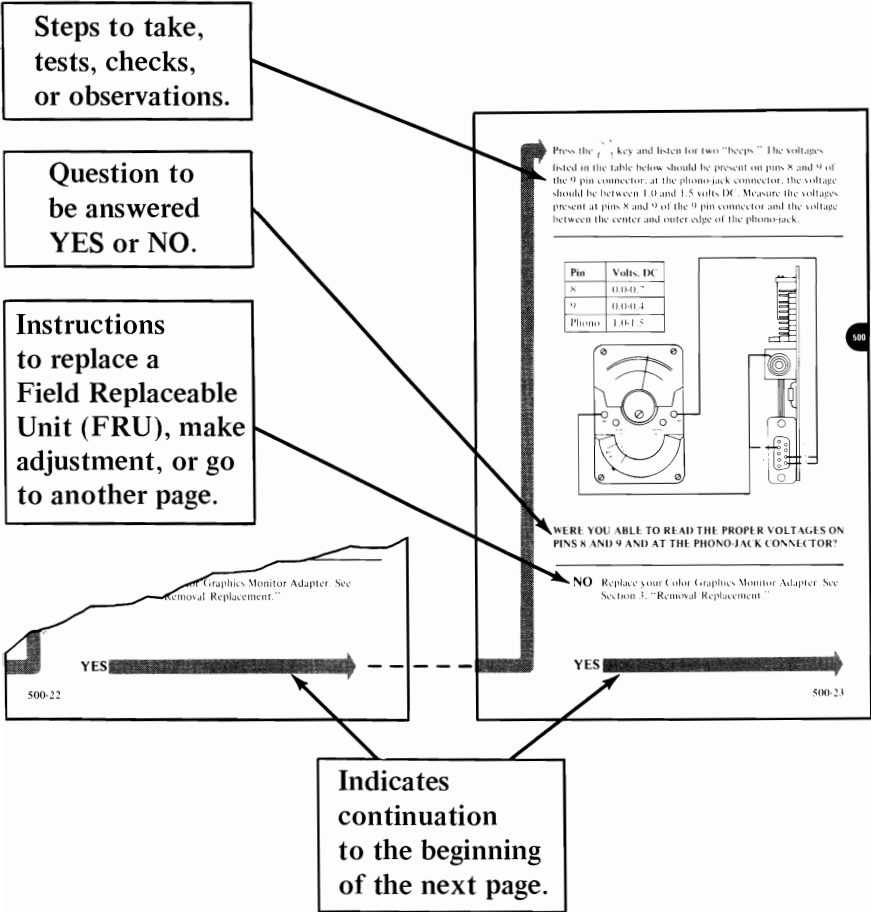 Steps to take,
tests, checks,
or observations.
Question to
be answered
YES or NO.
Instructions
to replace a
Field Replaceable
Unit (FRU), make
adjustment, or go
to another page.
Press the key and listen for two "beeps." The voltages
listed in the table below should be present on pins 8 and 9 of
the 9 pin connector; at the phono-jack connector, the voltage
should be between 1.0 and 1.5 volts DC. Measure the voltages
present at pins 8 and 9 of the 9 pin connector and the voltage
between the center and outer edge of the phono-jack.
Pin Volts, DC
8 0.0-0.7
9 0.0-0.4
Phono 1.0-1.5
500
WERE YOU ABLE TO READ THE PROPER VOLTAGES ON
PINS 8 AND 9 AND AT THE PHONO-JACK CONNECTOR?
NO Replace your Color Graphics Monitor Adapter. See
Section 3, "Removal Replacement."
YES
500-23
Graphics Monitor Adapter. See
Removal Replacement."
YES
500-22
Indicates
continuation
to the beginning
of the next page.